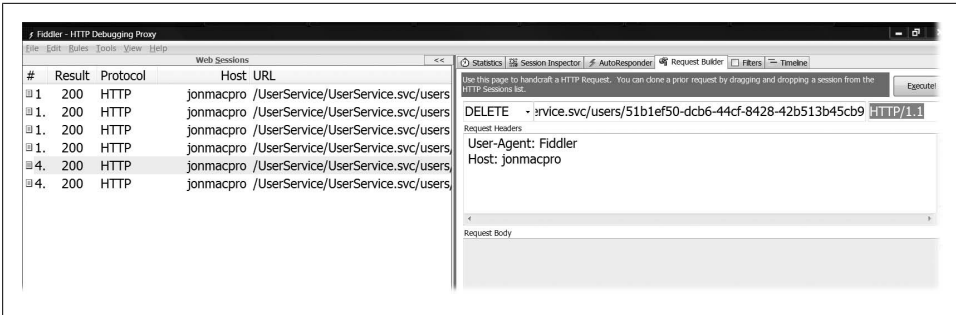 Fiddler - HTTP Debugging Proxy
File Edit Rules Tools View Help
Web Sessions <<
# Result Protocol Host URL
1 200 HTTP jonmacpro /UserService/UserService.svc/users
1. 200 HTTP jonmacpro /UserService/UserService.svc/users
1. 200 HTTP jonmacpro /UserService/UserService.svc/users
1. 200 HTTP jonmacpro /UserService/UserService.svc/users,
4. 200 HTTP jonmacpro /UserService/UserService.svc/users,
4. 200 HTTP jonmacpro /UserService/UserService.svc/users,
Statistics Session Inspector AutoResponder Request Builder Filters Timeline
Use this page to handcraft a HTTP Request. You can clone a prior request by dragging and dropping a session from the
HTTP Sessions list.
Execute!
DELETE ervice.svc/users/51b1ef50-dcb6-44cf-8428-42b513b45cb9 HTTP/1.1
Request Headers
User-Agent: Fiddler
Host: jonmacpro
Request Body